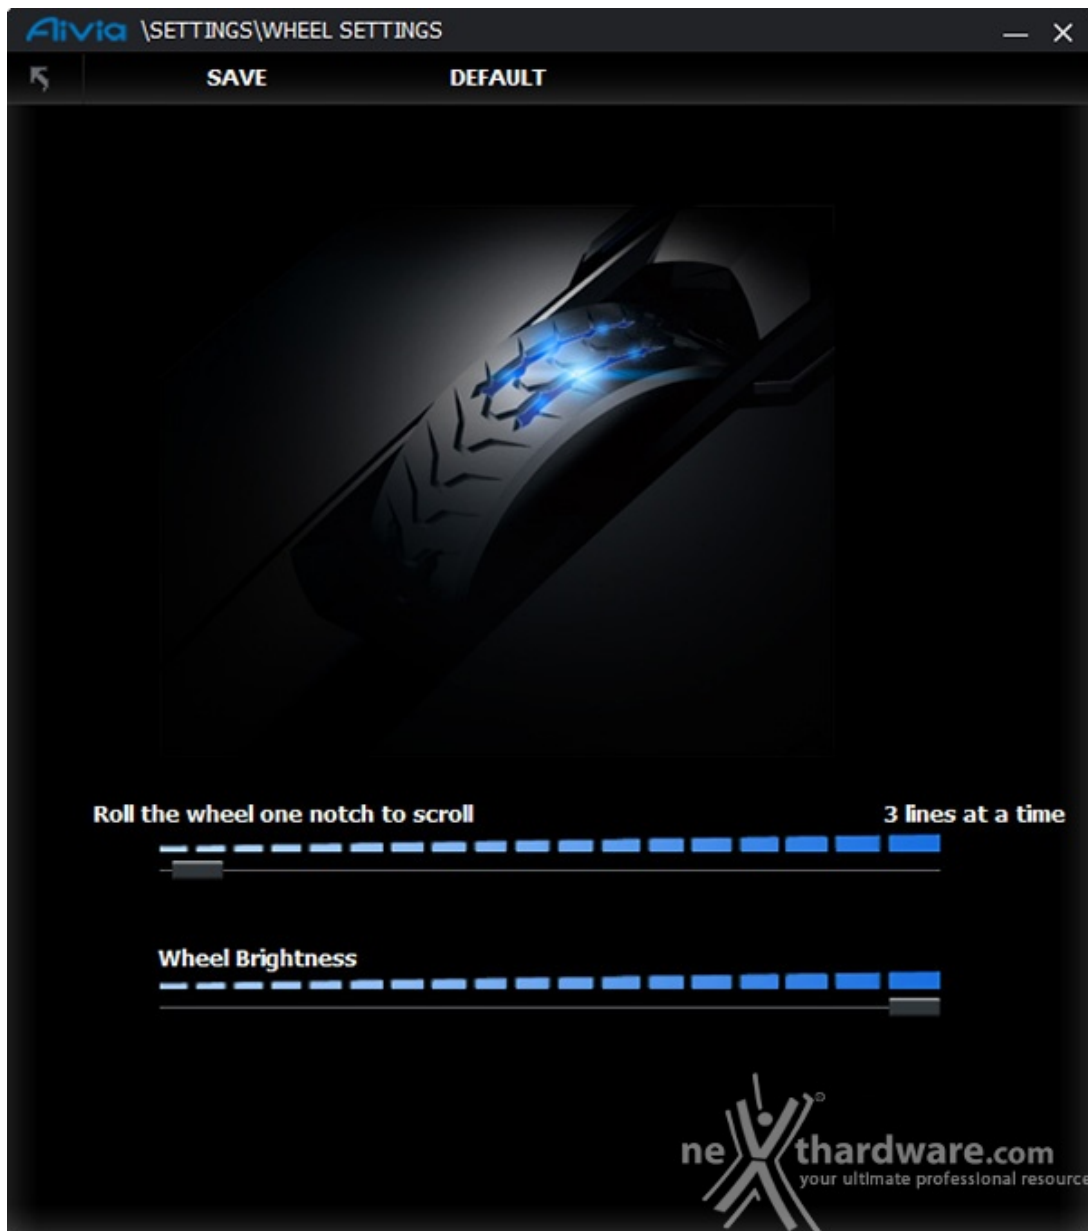 Aivia \SETTINGS\WHEEL SETTINGS
SAVE DEFAULT
Roll the wheel one notch to scroll 3 lines at a time
Wheel Brightness
nexthardware.com
your ultimate professional resource